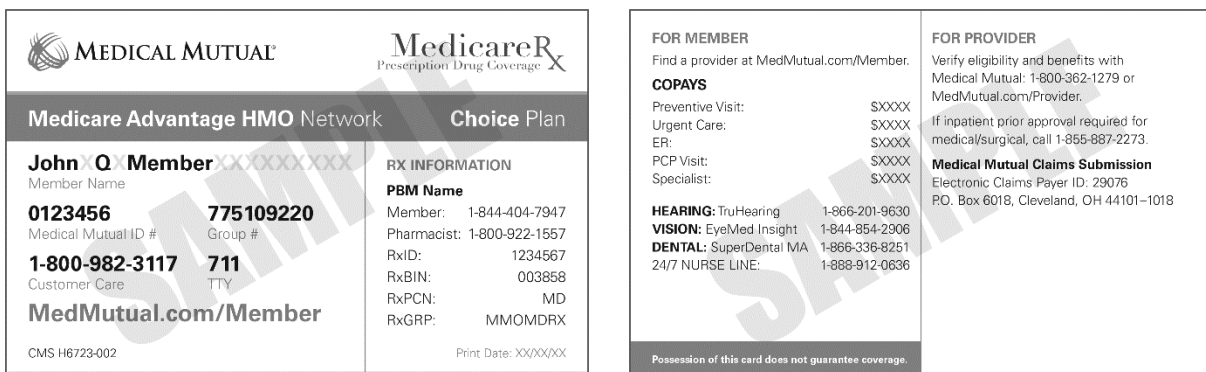 MEDICAL MUTUAL®
MedicareRx
Prescription Drug Coverage
Medicare Advantage HMO Network Choice Plan
JohnXQXMemberXXXXXXXXX
Member Name
0123456 775109220
Medical Mutual ID # Group #
1-800-982-3117 711
Customer Care TTY
MedMutual.com/Member
CMS H6723-002
RX INFORMATION
PBM Name
Member: 1-844-404-7947
Pharmacist: 1-800-922-1557
RxID: 1234567
RxBIN: 003858
RxPCN: MD
RxGRP: MMOMDRX
Print Date: XX/XX/XX
SAMPLE
FOR MEMBER
Find a provider at MedMutual.com/Member.
COPAYS
Preventive Visit: $XXXX
Urgent Care: $XXXX
ER: $XXXX
PCP Visit: $XXXX
Specialist: $XXXX
HEARING: TruHearing 1-866-201-9630
VISION: EyeMed Insight 1-844-854-2906
DENTAL: SuperDental MA 1-866-336-8251
24/7 NURSE LINE: 1-888-912-0636
Possession of this card does not guarantee coverage.
FOR PROVIDER
Verify eligibility and benefits with
Medical Mutual: 1-800-362-1279 or
MedMutual.com/Provider.
If inpatient prior approval required for
medical/surgical, call 1-855-887-2273.
Medical Mutual Claims Submission
Electronic Claims Payer ID: 29076
P.O. Box 6018, Cleveland, OH 44101–1018
SAMPLE